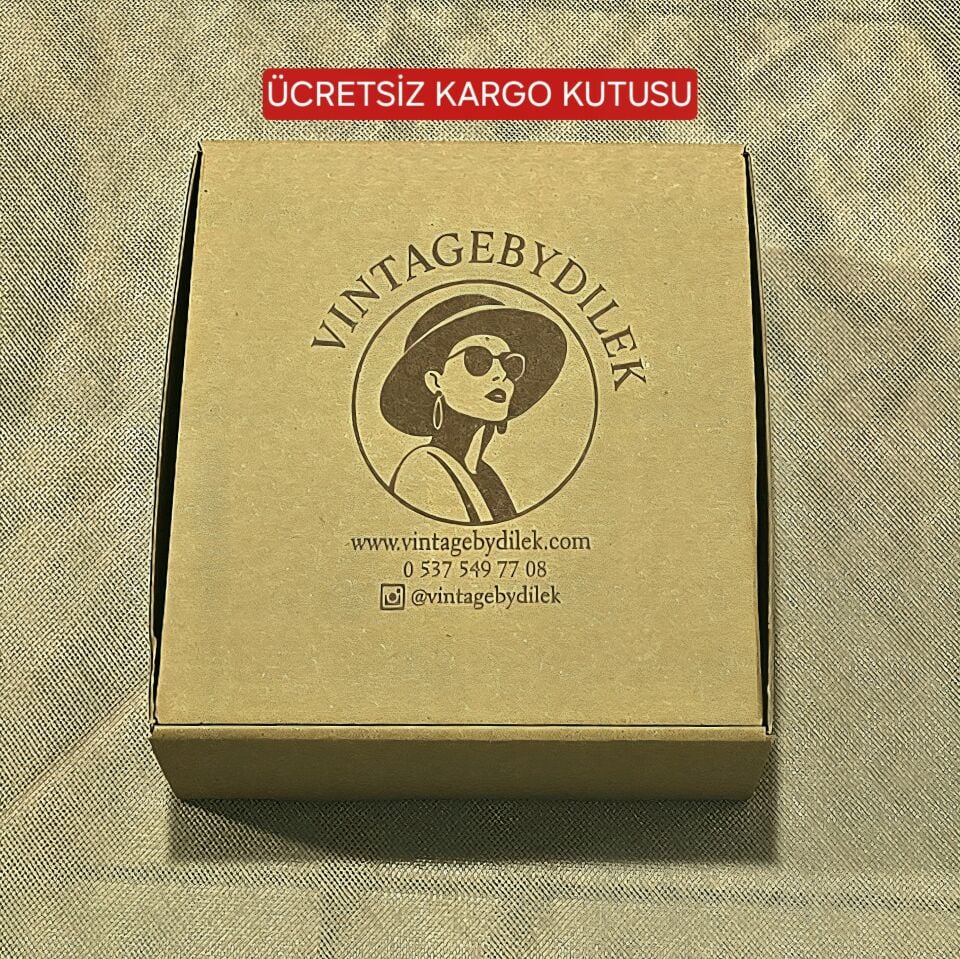 ÜCRETSİZ KARGO KUTUSU
VINTAGEBYDILEK
www.vintagebydilek.com
0 537 549 77 08
@vintagebydilek